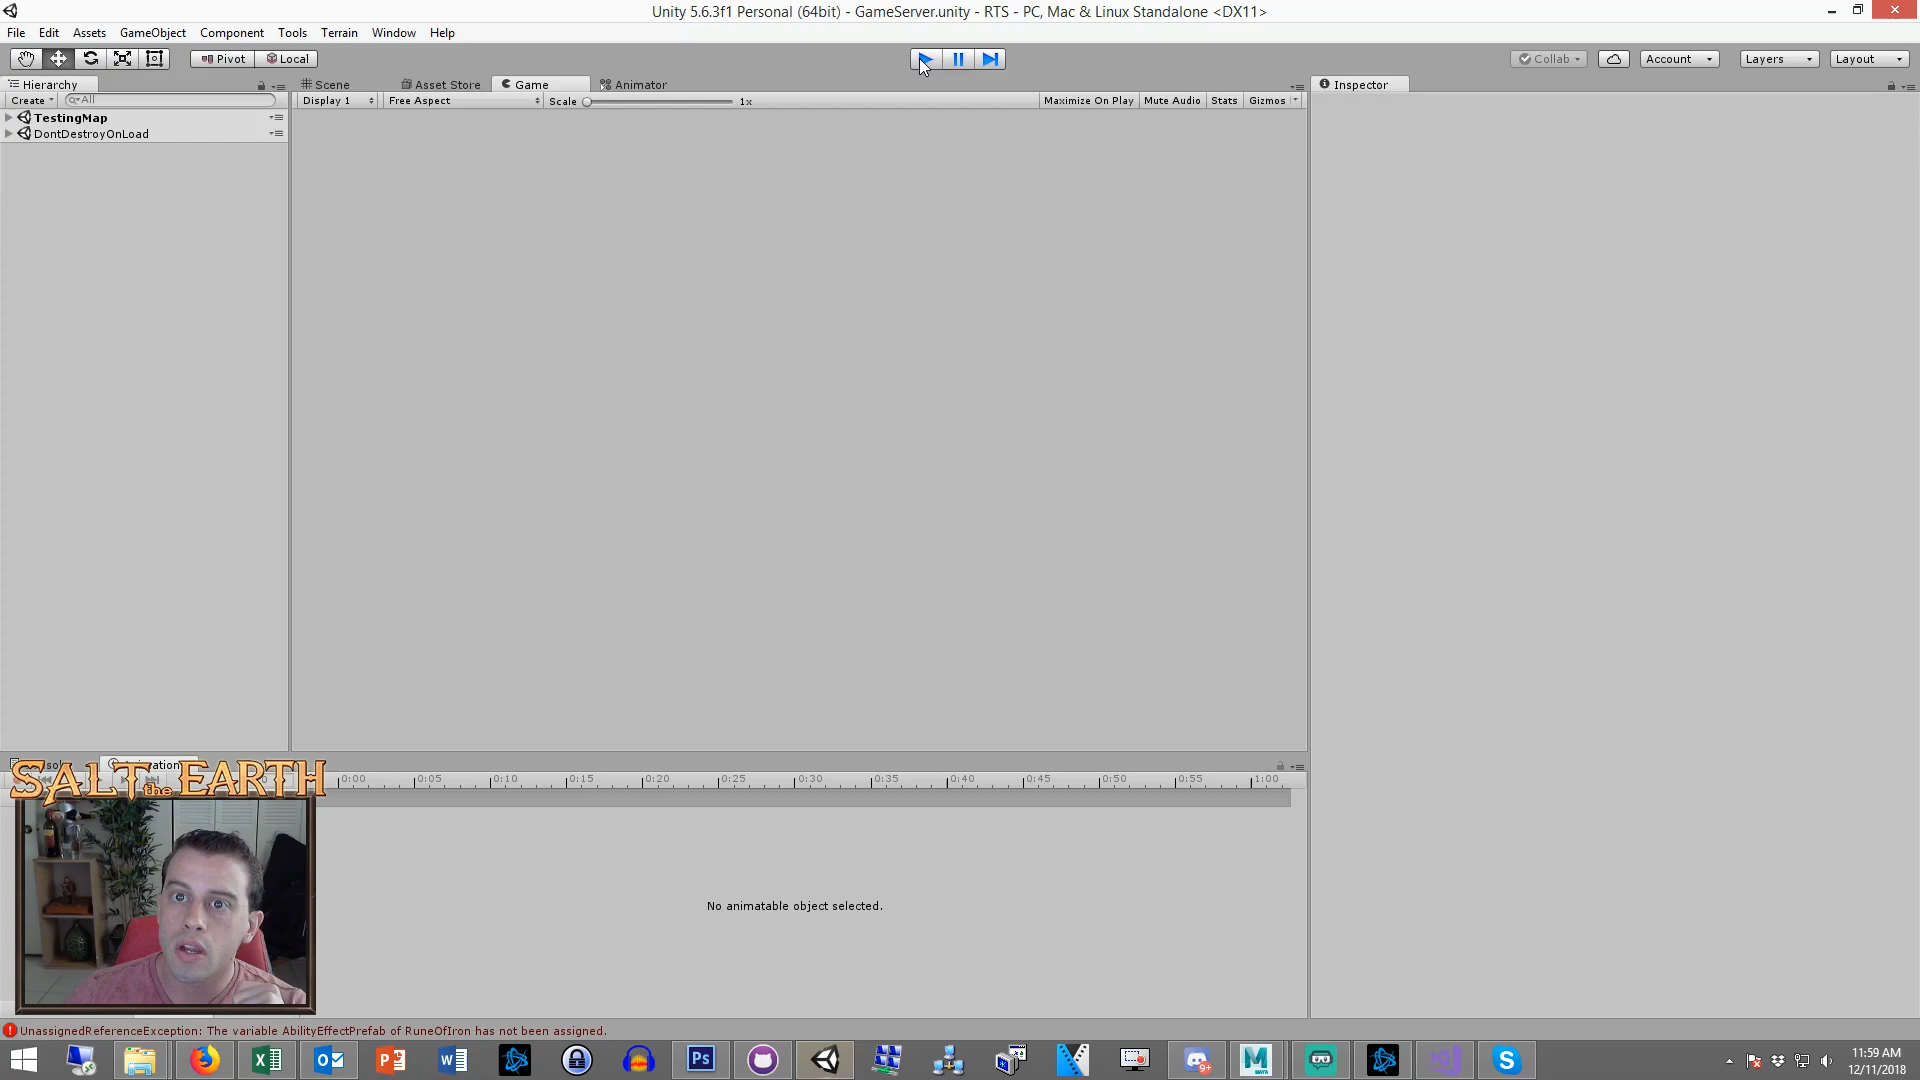 Unity 5.6.3f1 Personal (64bit) - GameServer.unity - RTS - PC, Mac & Linux Standalone <DX11>
File Edit Assets GameObject Component Tools Terrain Window Help
Pivot Local Collab Account Layers Layout
Hierarchy Scene Asset Store Game Animator Inspector
Create All Display 1 Free Aspect Scale 1x Maximize On Play Mute Audio Stats Gizmos
TestingMap
DontDestroyOnLoad
SALT the EARTH
0:00 0:05 0:10 0:15 0:20 0:25 0:30 0:35 0:40 0:45 0:50 0:55 1:00
No animatable object selected.
UnassignedReferenceException: The variable AbilityEffectPrefab of RuneOfIron has not been assigned.
Ps 9+ MAYA
11:59 AM
12/11/2018